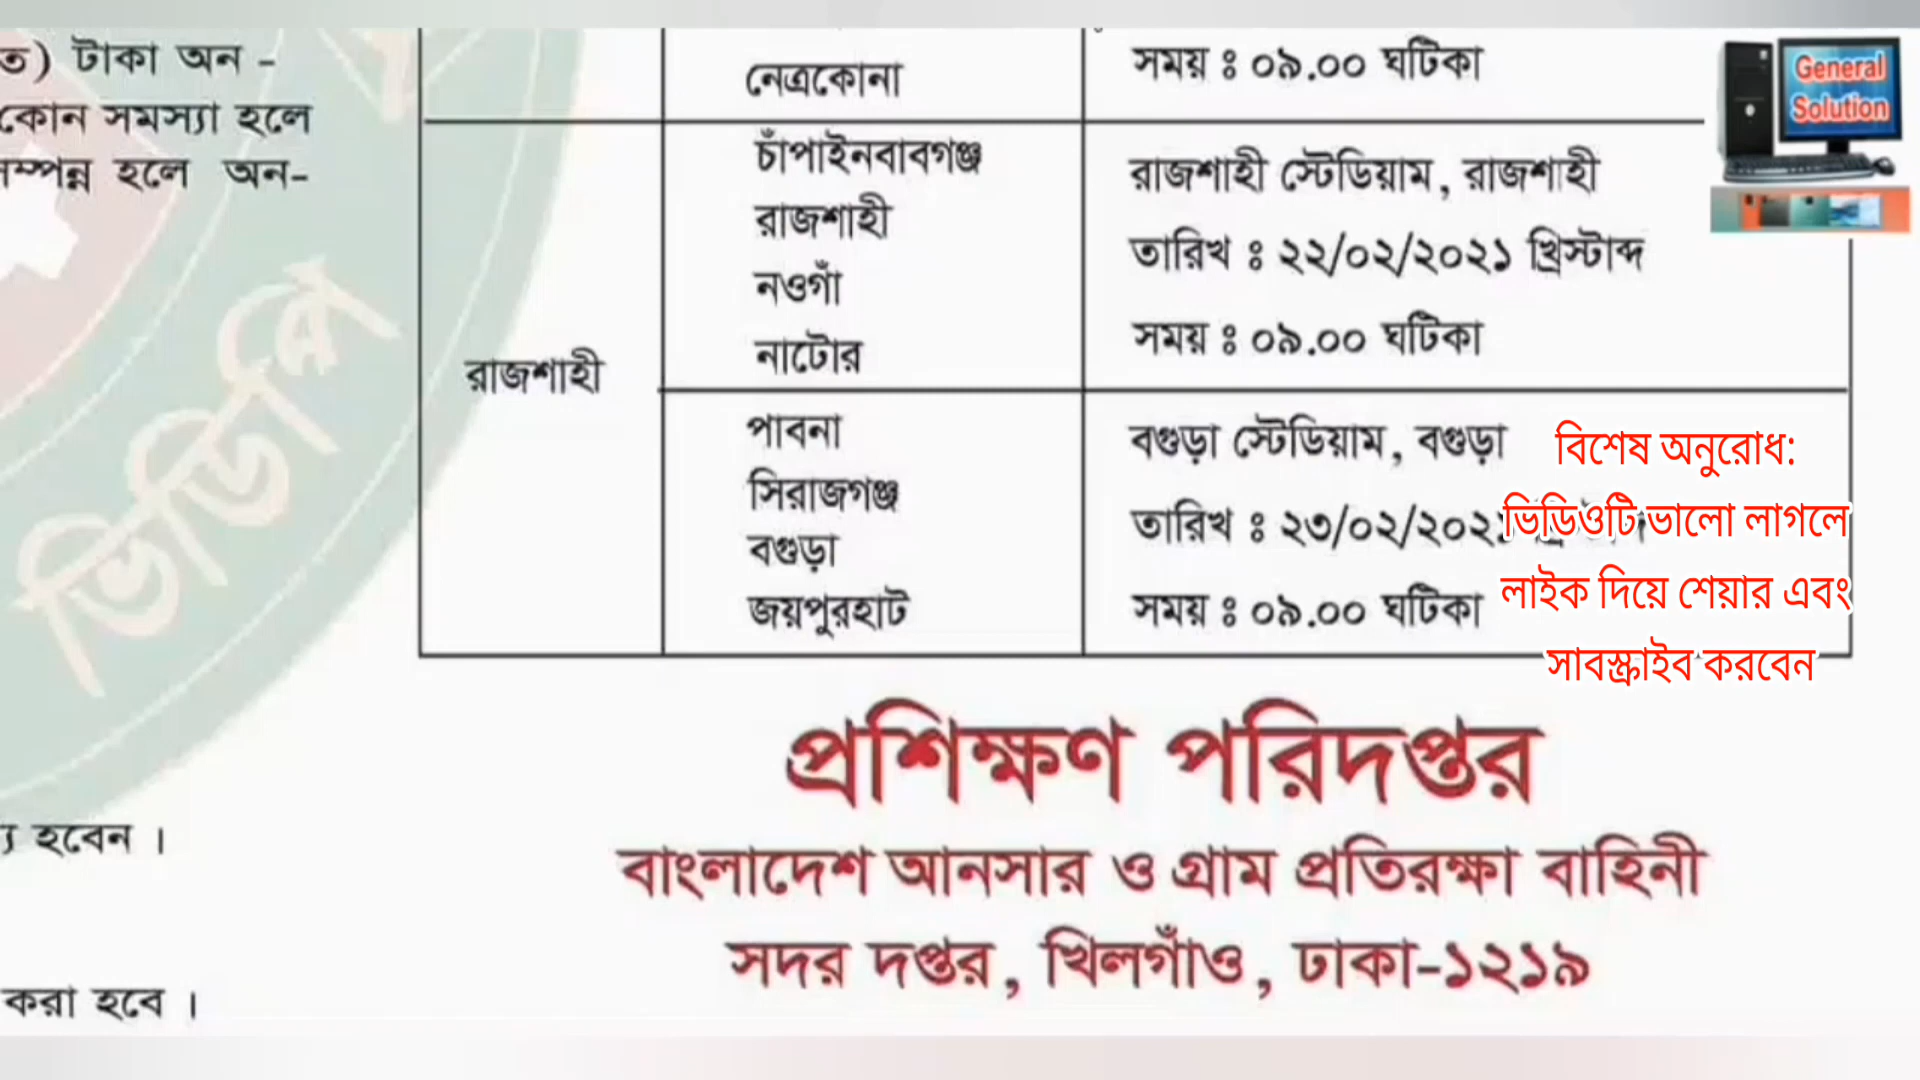 ত) টাকা অন -
কোন সমস্যা হলে
সম্পন্ন হলে অন-
ভিডিপি
হবেন ।
করা হবে ।
নেত্রকোনা
সময় ঃ ০৯.০০ ঘটিকা
রাজশাহী
চাঁপাইনবাবগঞ্জ
রাজশাহী
নওগাঁ
নাটোর
রাজশাহী স্টেডিয়াম, রাজশাহী
তারিখ ঃ ২২/০২/২০২১ খ্রিস্টাব্দ
সময় ঃ ০৯.০০ ঘটিকা
পাবনা
সিরাজগঞ্জ
বগুড়া
জয়পুরহাট
বগুড়া স্টেডিয়াম, বগুড়া
তারিখ ঃ ২৩/০২/২০২১
সময় ঃ ০৯.০০ ঘটিকা
General
Solution
বিশেষ অনুরোধ:
ভিডিওটি ভালো লাগলে
লাইক দিয়ে শেয়ার এবং
সাবস্ক্রাইব করবেন
প্রশিক্ষণ পরিদপ্তর
বাংলাদেশ আনসার ও গ্রাম প্রতিরক্ষা বাহিনী
সদর দপ্তর, খিলগাঁও, ঢাকা-১২১৯